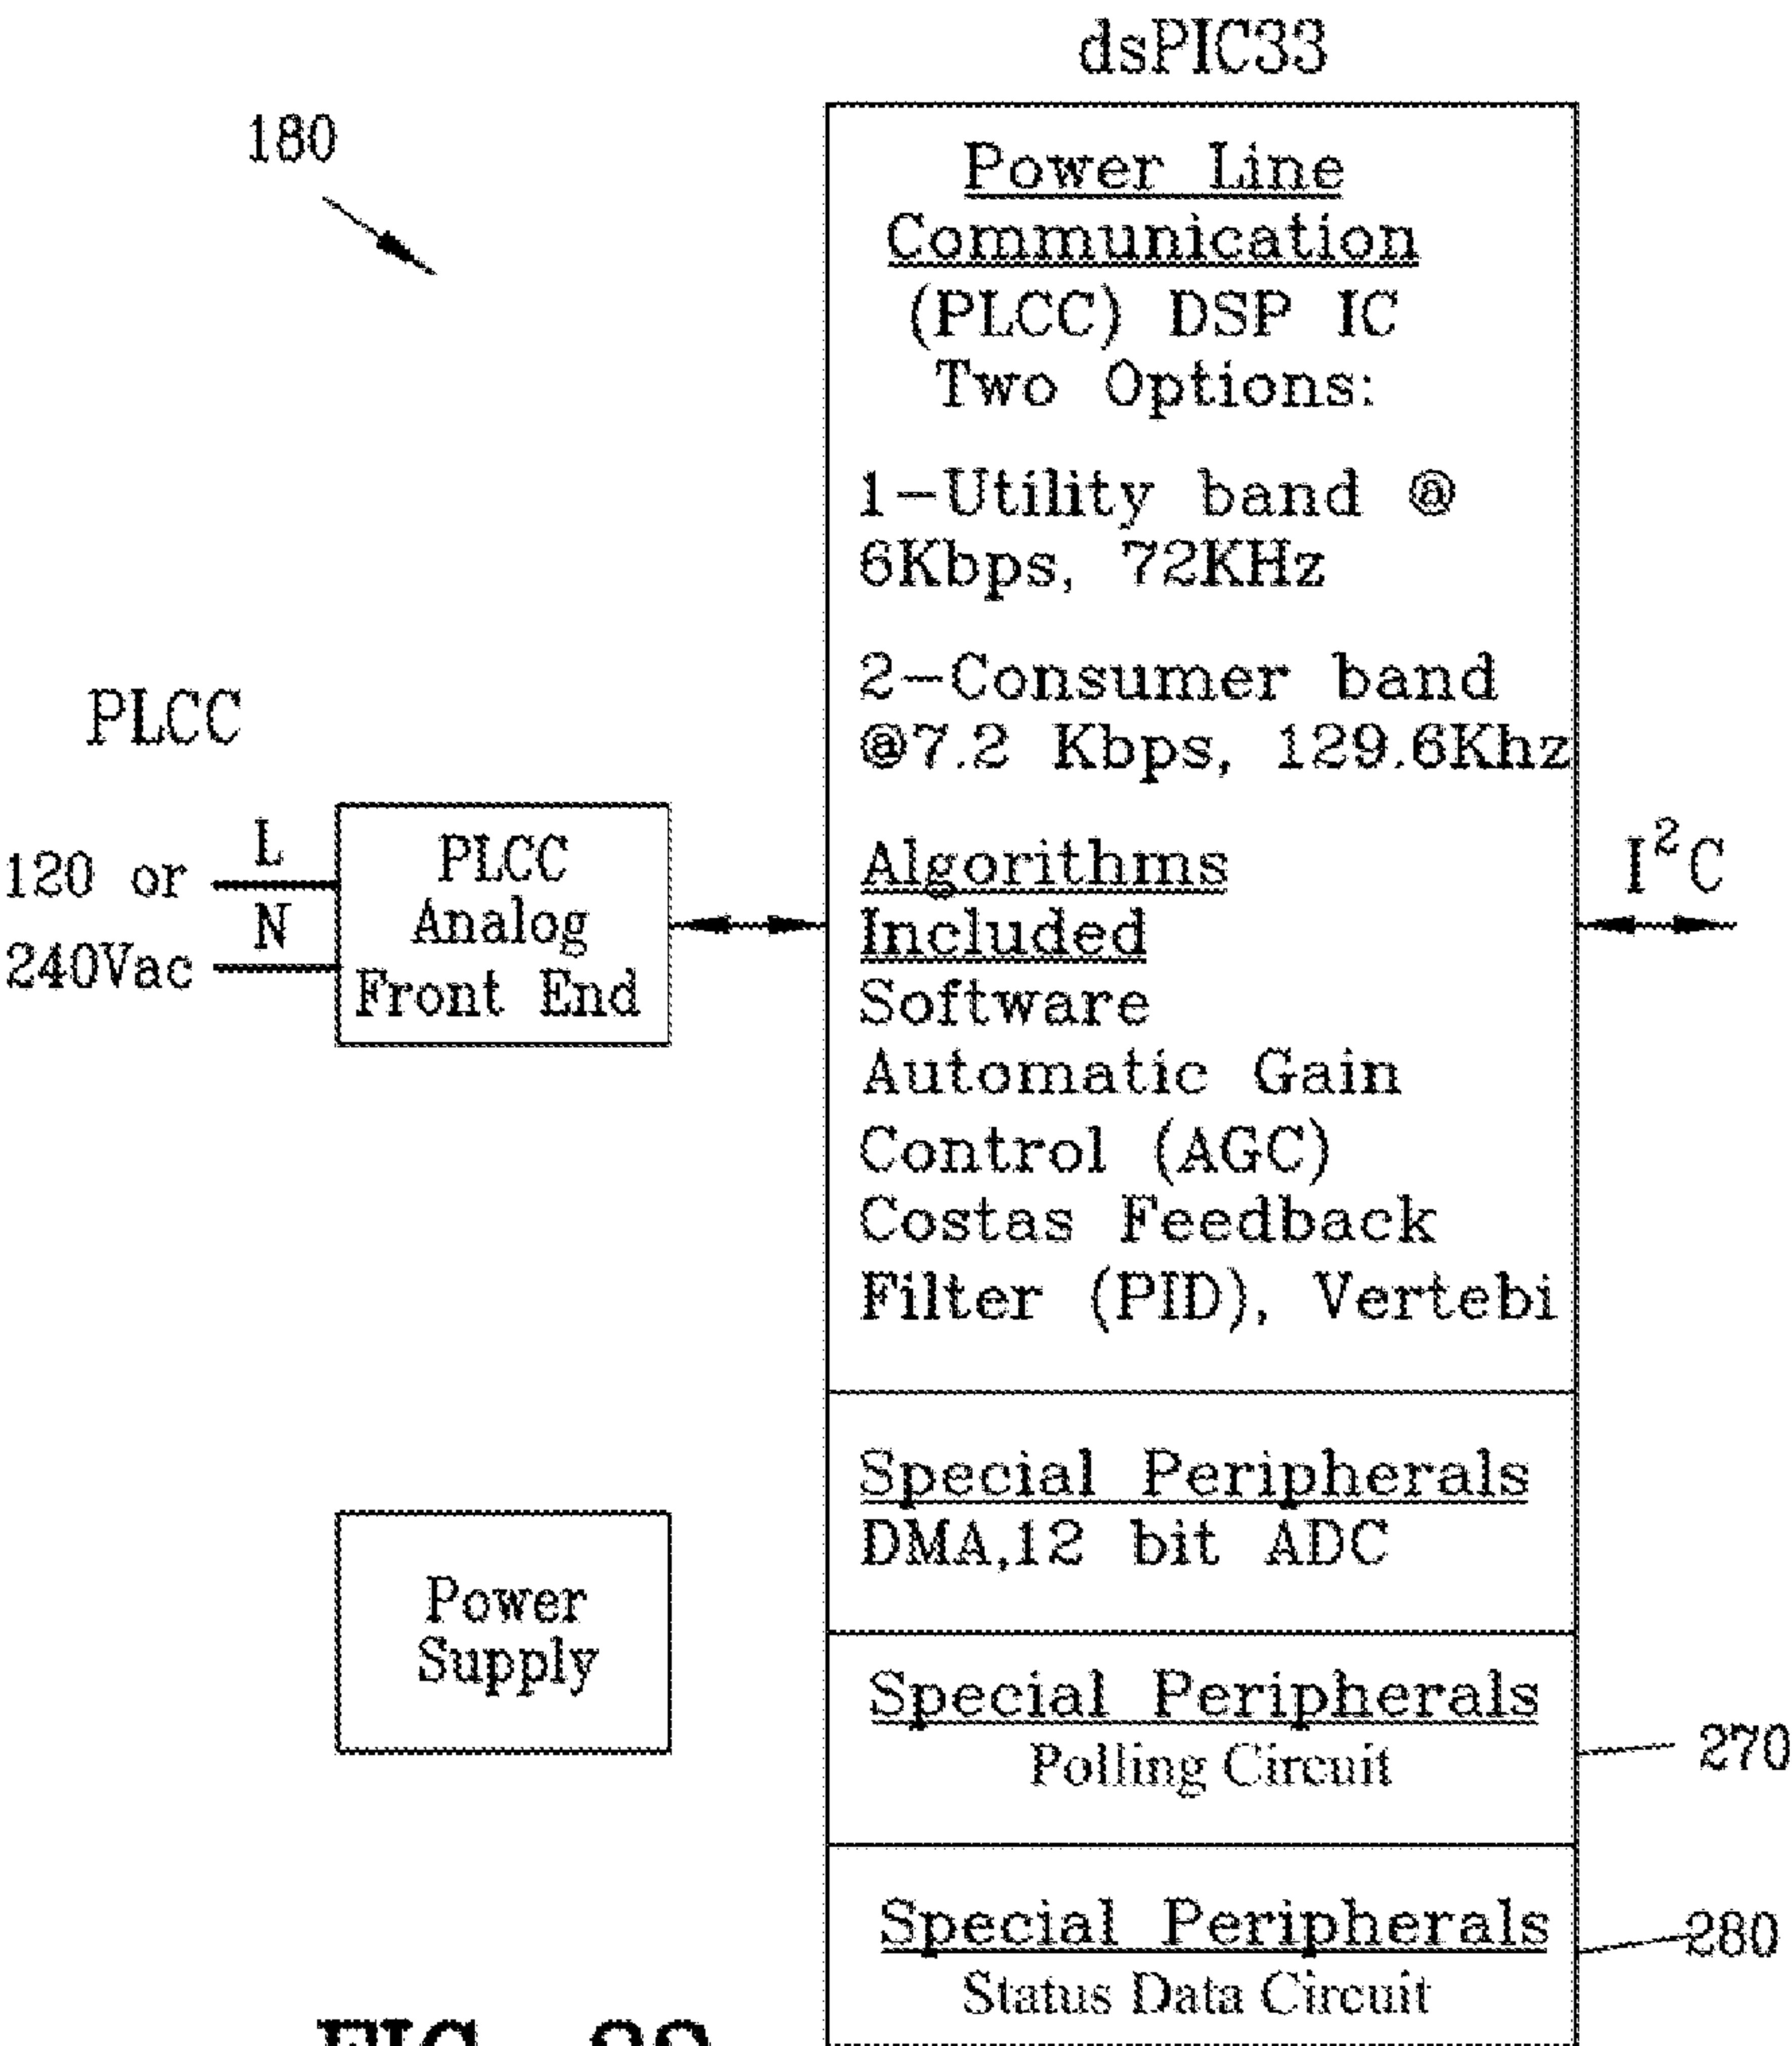 dsPIC33
180
Power Line
Communication
(PLCC) DSP IC
Two Options:
1-Utility band @
6Kbps, 72KHz
2-Consumer band
@7.2 Kbps, 129.6Khz
Algorithms
Included
Software
Automatic Gain
Control (AGC)
Costas Feedback
Filter (PID), Vertebi
Special Peripherals
DMA,12 bit ADC
Special Peripherals
Polling Circuit
270
Special Peripherals
Status Data Circuit
280
PLCC
120 or
240Vac
L
N
PLCC
Analog
Front End
I²C
Power
Supply
FIG.